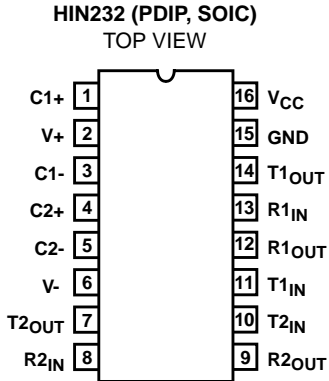 HIN232 (PDIP, SOIC)
TOP VIEW
C1+ 1 16 VCC
V+ 2 15 GND
C1- 3 14 T1OUT
C2+ 4 13 R1IN
C2- 5 12 R1OUT
V- 6 11 T1IN
T2OUT 7 10 T2IN
R2IN 8 9 R2OUT